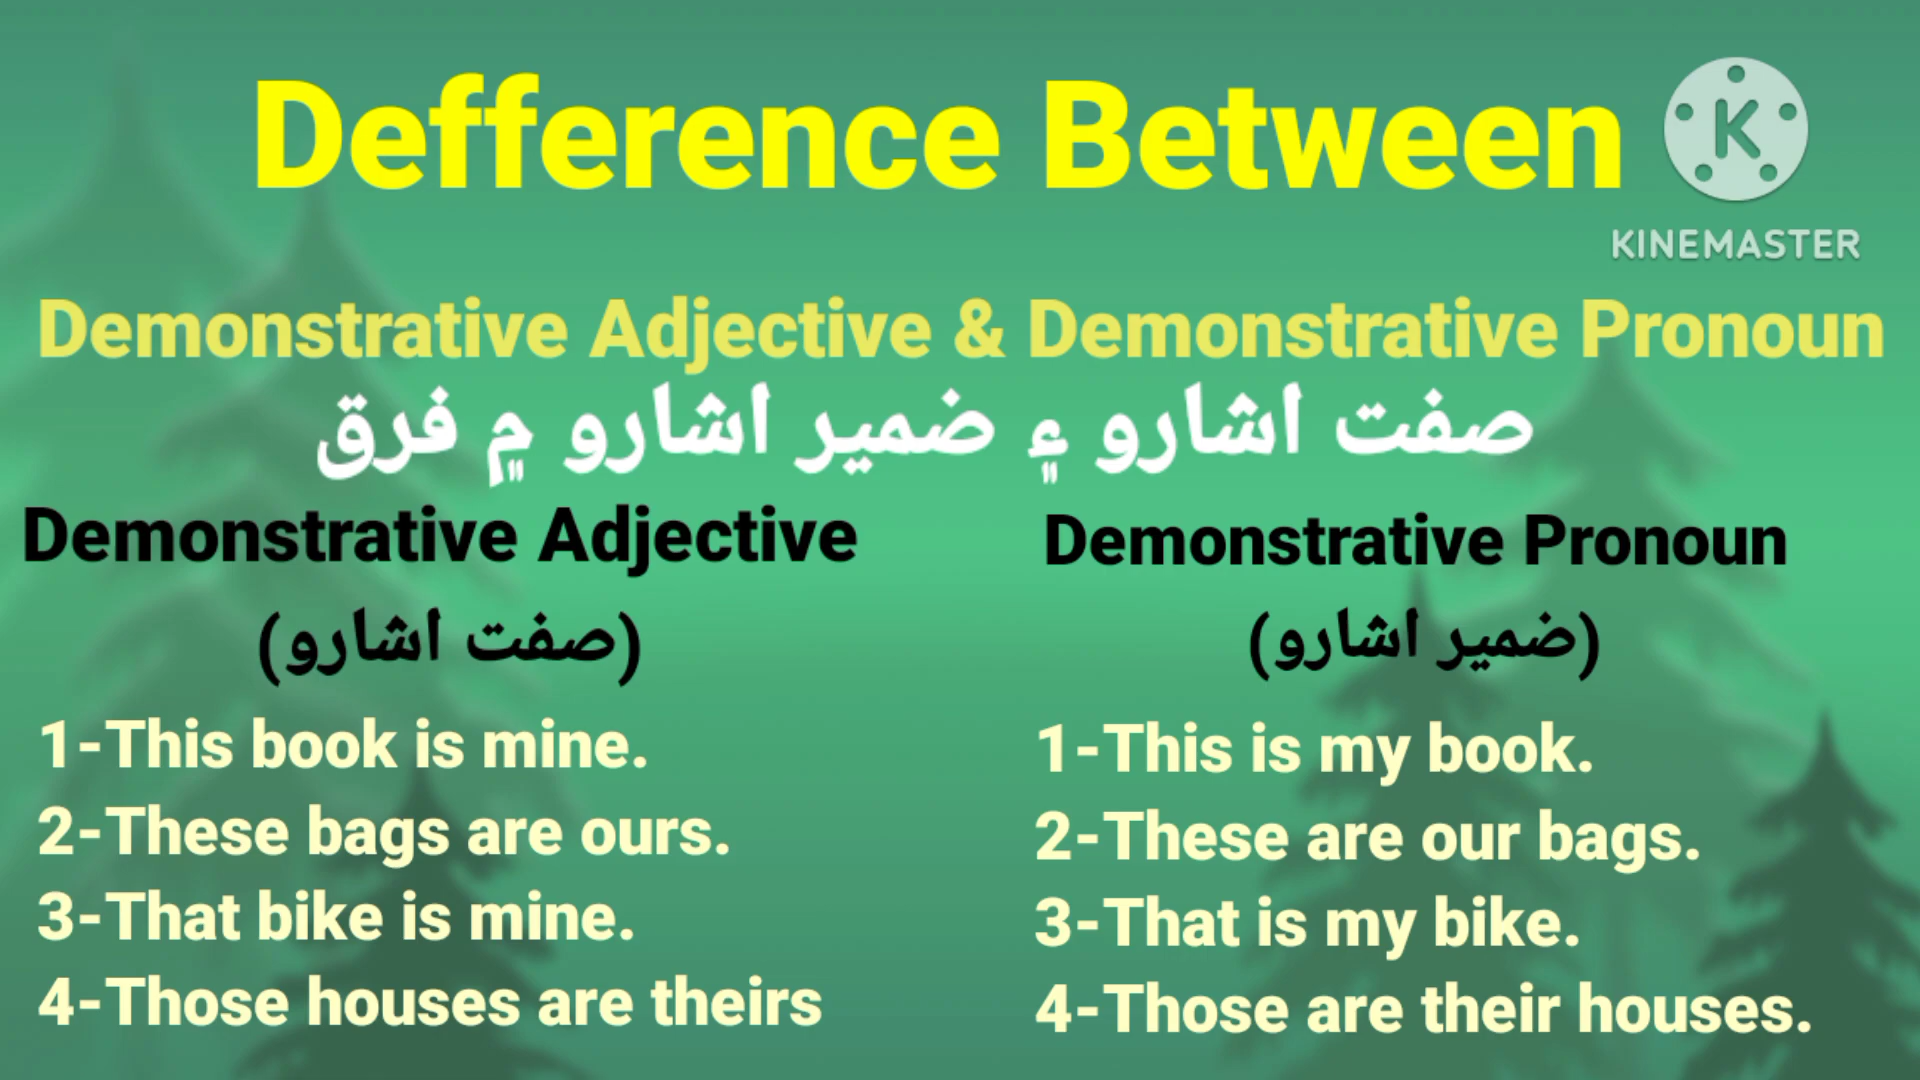 Defference Between
KINEMASTER
Demonstrative Adjective & Demonstrative Pronoun
صفت اشارو ۽ ضمير اشارو ۾ فرق
Demonstrative Adjective
(صفت اشارو)
1-This book is mine.
2-These bags are ours.
3-That bike is mine.
4-Those houses are theirs
Demonstrative Pronoun
(ضمير اشارو)
1-This is my book.
2-These are our bags.
3-That is my bike.
4-Those are their houses.